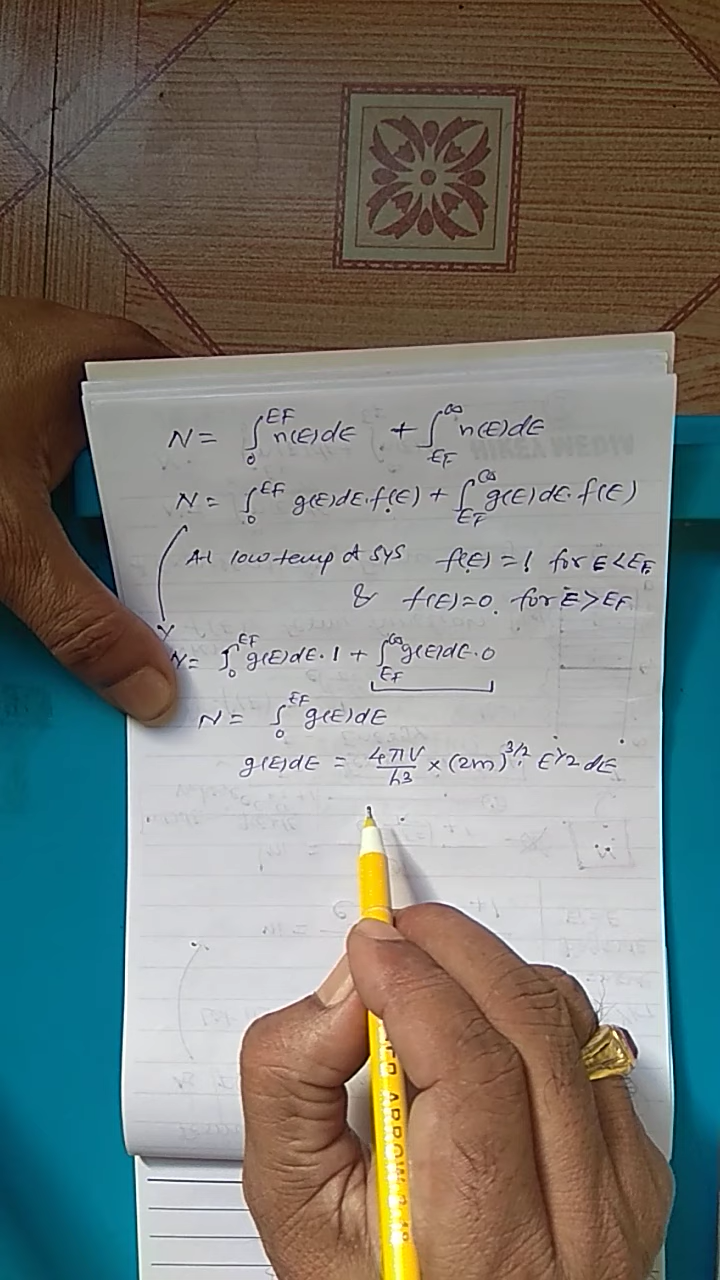 N = ∫₀^EF n(E)dE + ∫_EF^∞ n(E)dE
N = ∫₀^EF g(E)dE.f(E) + ∫_EF^∞ g(E)dE.f(E)
At low temp of sys f(E) = 1 for E<EF
& f(E)=0. for E>EF
N = ∫₀^EF g(E)dE.1 + ∫_EF^∞ g(E)dE.0
N = ∫₀^EF g(E)dE
g(E)dE = 4πV/h3 × (2m)^3/2. E^1/2 dE
ARROW